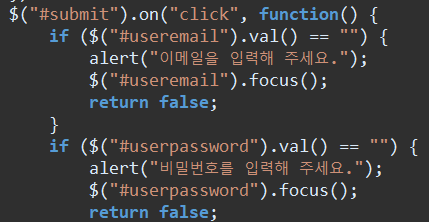 $("#submit").on("click", function() {
if ($("#useremail").val() == "") {
alert("이메일을 입력해 주세요.");
$("#useremail").focus();
return false;
}
if ($("#userpassword").val() == "") {
alert("비밀번호를 입력해 주세요.");
$("#userpassword").focus();
return false;